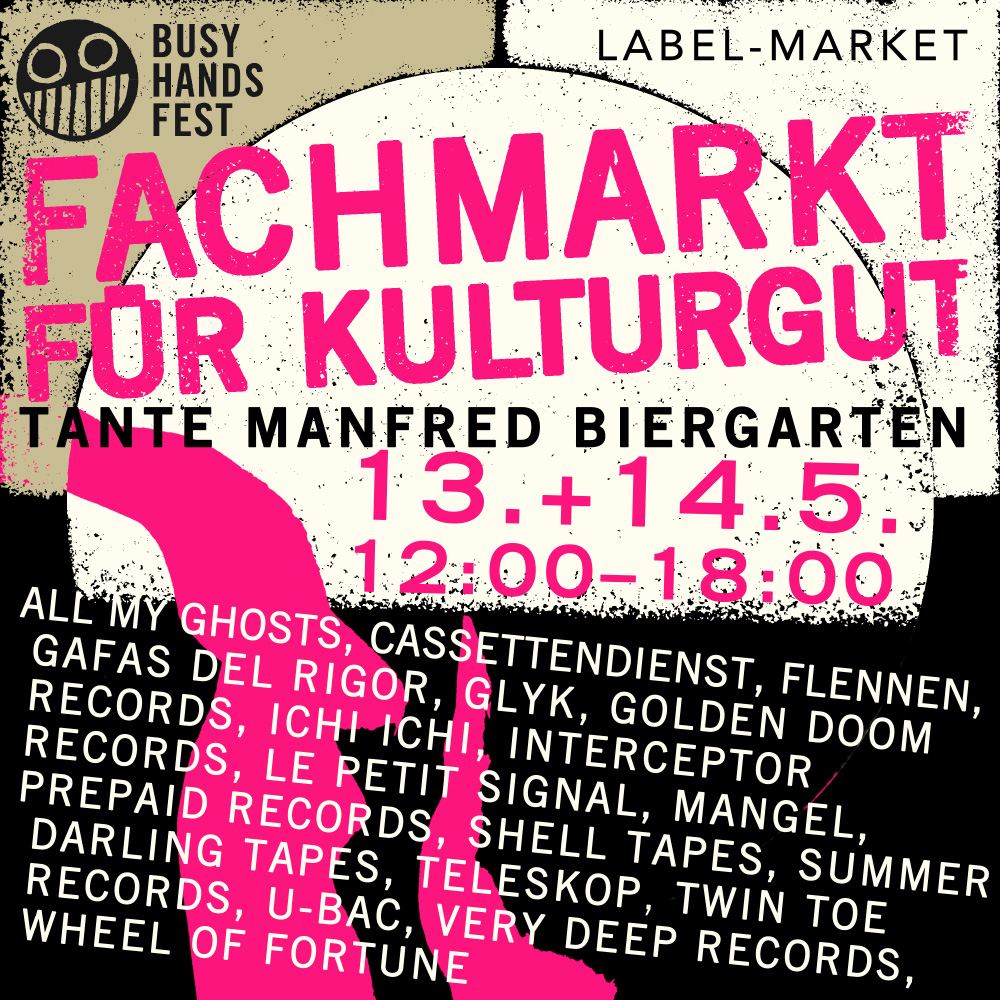 BUSY
HANDS
FEST
LABEL-MARKET
FACHMARKT
FÜR KULTURGUT
TANTE MANFRED BIERGARTEN
13.+14.5.
12:00–18:00
ALL MY GHOSTS, CASSETTENDIENST, FLENNEN,
GAFAS DEL RIGOR, GLYK, GOLDEN DOOM
RECORDS, ICHI ICHI, INTERCEPTOR
RECORDS, LE PETIT SIGNAL, MANGEL,
PREPAID RECORDS, SHELL TAPES, SUMMER
DARLING TAPES, TELESKOP, TWIN TOE
RECORDS, U-BAC, VERY DEEP RECORDS,
WHEEL OF FORTUNE